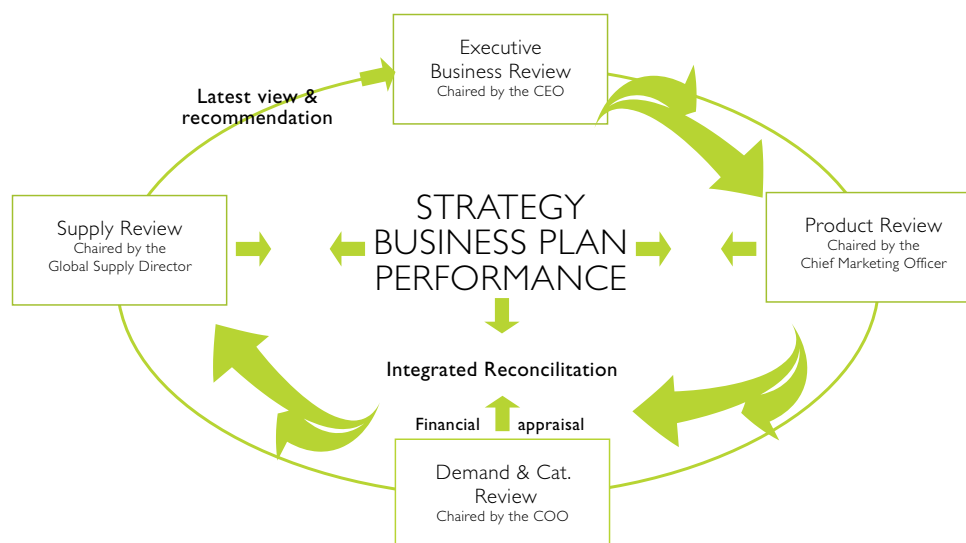 Executive
Business Review
Chaired by the CEO
Latest view &
recommendation
Supply Review
Chaired by the
Global Supply Director
STRATEGY
BUSINESS PLAN
PERFORMANCE
Product Review
Chaired by the
Chief Marketing Officer
Integrated Reconcilitation
Financial appraisal
Demand & Cat.
Review
Chaired by the COO